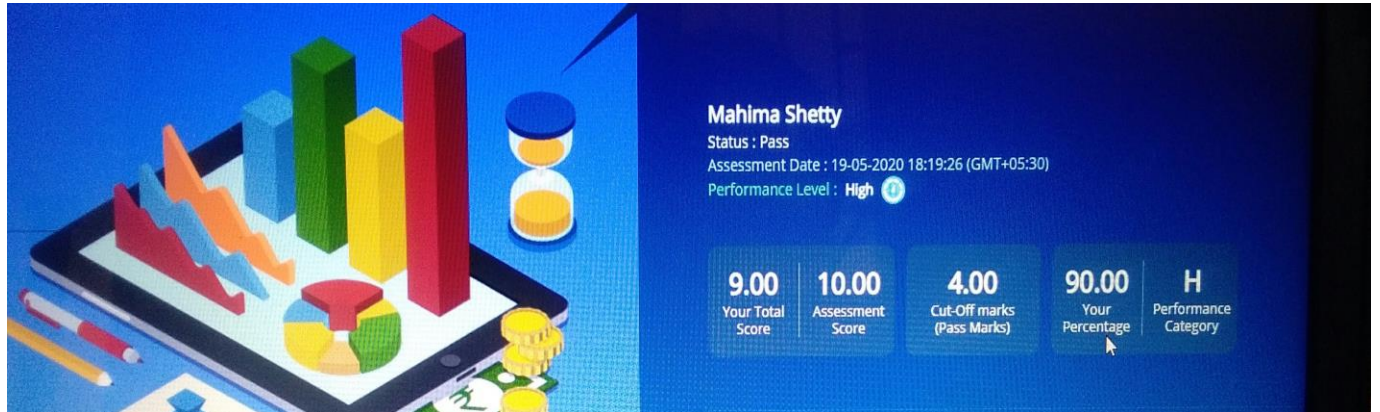 Mahima Shetty
Status : Pass
Assessment Date : 19-05-2020 18:19:26 (GMT+05:30)
Performance Level : High
9.00
Your Total
Score
10.00
Assessment
Score
4.00
Cut-Off marks
(Pass Marks)
90.00
Your
Percentage
H
Performance
Category
₹